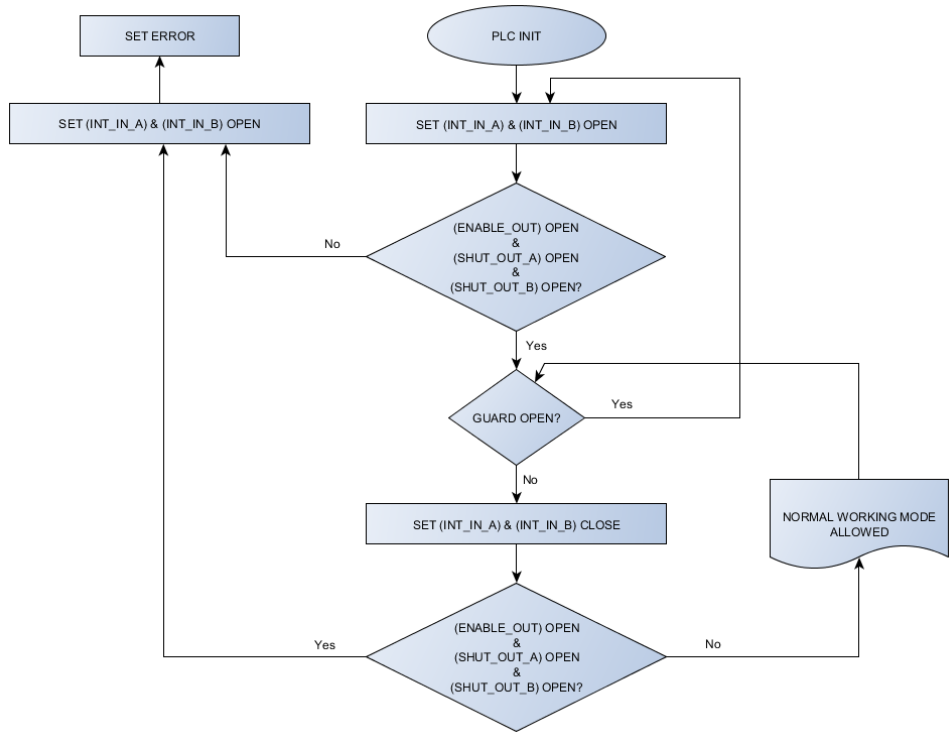 SET ERROR
PLC INIT
SET (INT_IN_A) & (INT_IN_B) OPEN
SET (INT_IN_A) & (INT_IN_B) OPEN
(ENABLE_OUT) OPEN
&
(SHUT_OUT_A) OPEN
&
(SHUT_OUT_B) OPEN?
No
Yes
GUARD OPEN?
Yes
No
SET (INT_IN_A) & (INT_IN_B) CLOSE
NORMAL WORKING MODE
ALLOWED
(ENABLE_OUT) OPEN
&
(SHUT_OUT_A) OPEN
&
(SHUT_OUT_B) OPEN?
Yes
No